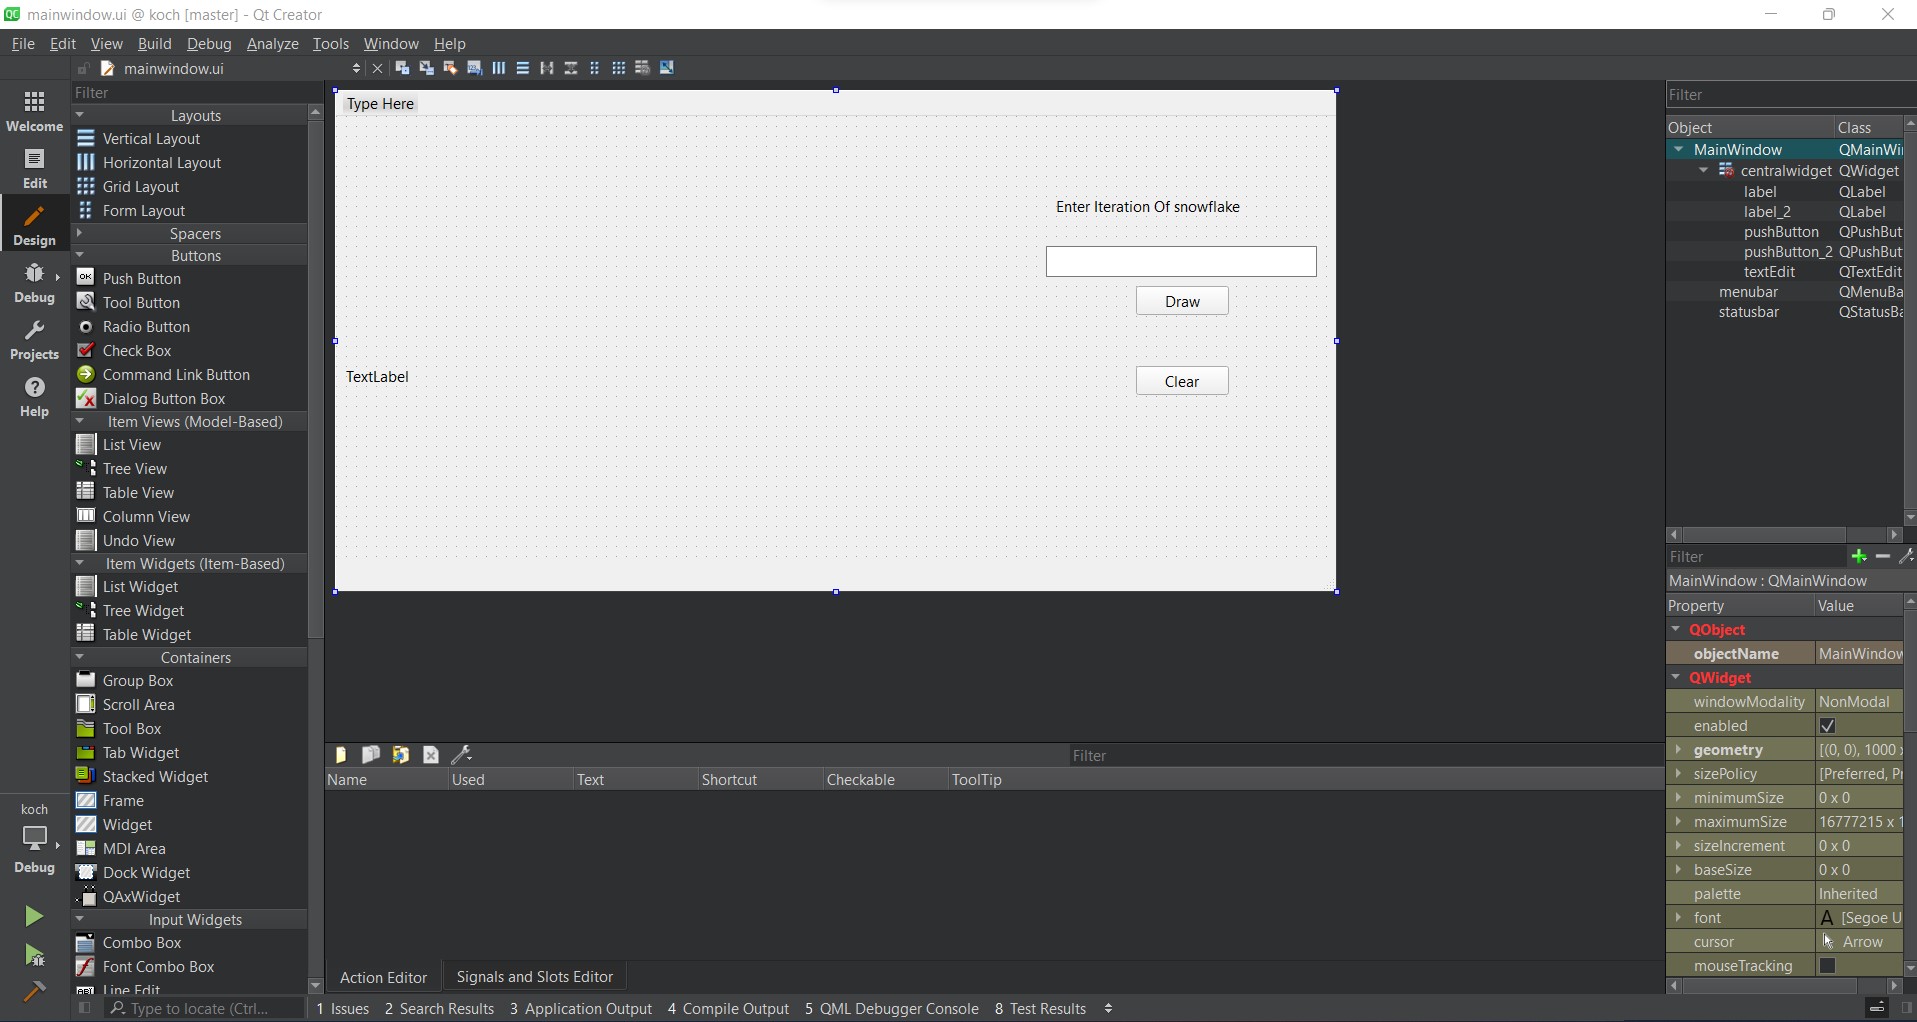 mainwindow.ui @ koch [master] - Qt Creator
File Edit View Build Debug Analyze Tools Window Help
mainwindow.ui
Welcome
Edit
Design
Debug
Projects
Help
koch
Debug
Filter
Layouts
Vertical Layout
Horizontal Layout
Grid Layout
Form Layout
Spacers
Buttons
OK Push Button
Tool Button
Radio Button
Check Box
Command Link Button
Dialog Button Box
Item Views (Model-Based)
List View
Tree View
Table View
Column View
Undo View
Item Widgets (Item-Based)
List Widget
Tree Widget
Table Widget
Containers
Group Box
Scroll Area
Tool Box
Tab Widget
Stacked Widget
Frame
Widget
MDI Area
Dock Widget
QAxWidget
Input Widgets
Combo Box
Font Combo Box
Line Edit
Type Here
Enter Iteration Of snowflake
Draw
TextLabel
Clear
Filter
Name Used Text Shortcut Checkable ToolTip
Action Editor Signals and Slots Editor
Filter
Object Class
MainWindow QMainWi
centralwidget QWidget
label QLabel
label_2 QLabel
pushButton QPushBut
pushButton_2 QPushBut
textEdit QTextEdit
menubar QMenuBa
statusbar QStatusBa
Filter
MainWindow : QMainWindow
Property Value
QObject
objectName MainWindow
QWidget
windowModality NonModal
enabled
geometry [(0, 0), 1000 x
sizePolicy [Preferred, Pr
minimumSize 0 x 0
maximumSize 16777215 x 1
sizeIncrement 0 x 0
baseSize 0 x 0
palette Inherited
font A [Segoe U
cursor Arrow
mouseTracking
Type to locate (Ctrl... 1 Issues 2 Search Results 3 Application Output 4 Compile Output 5 QML Debugger Console 8 Test Results